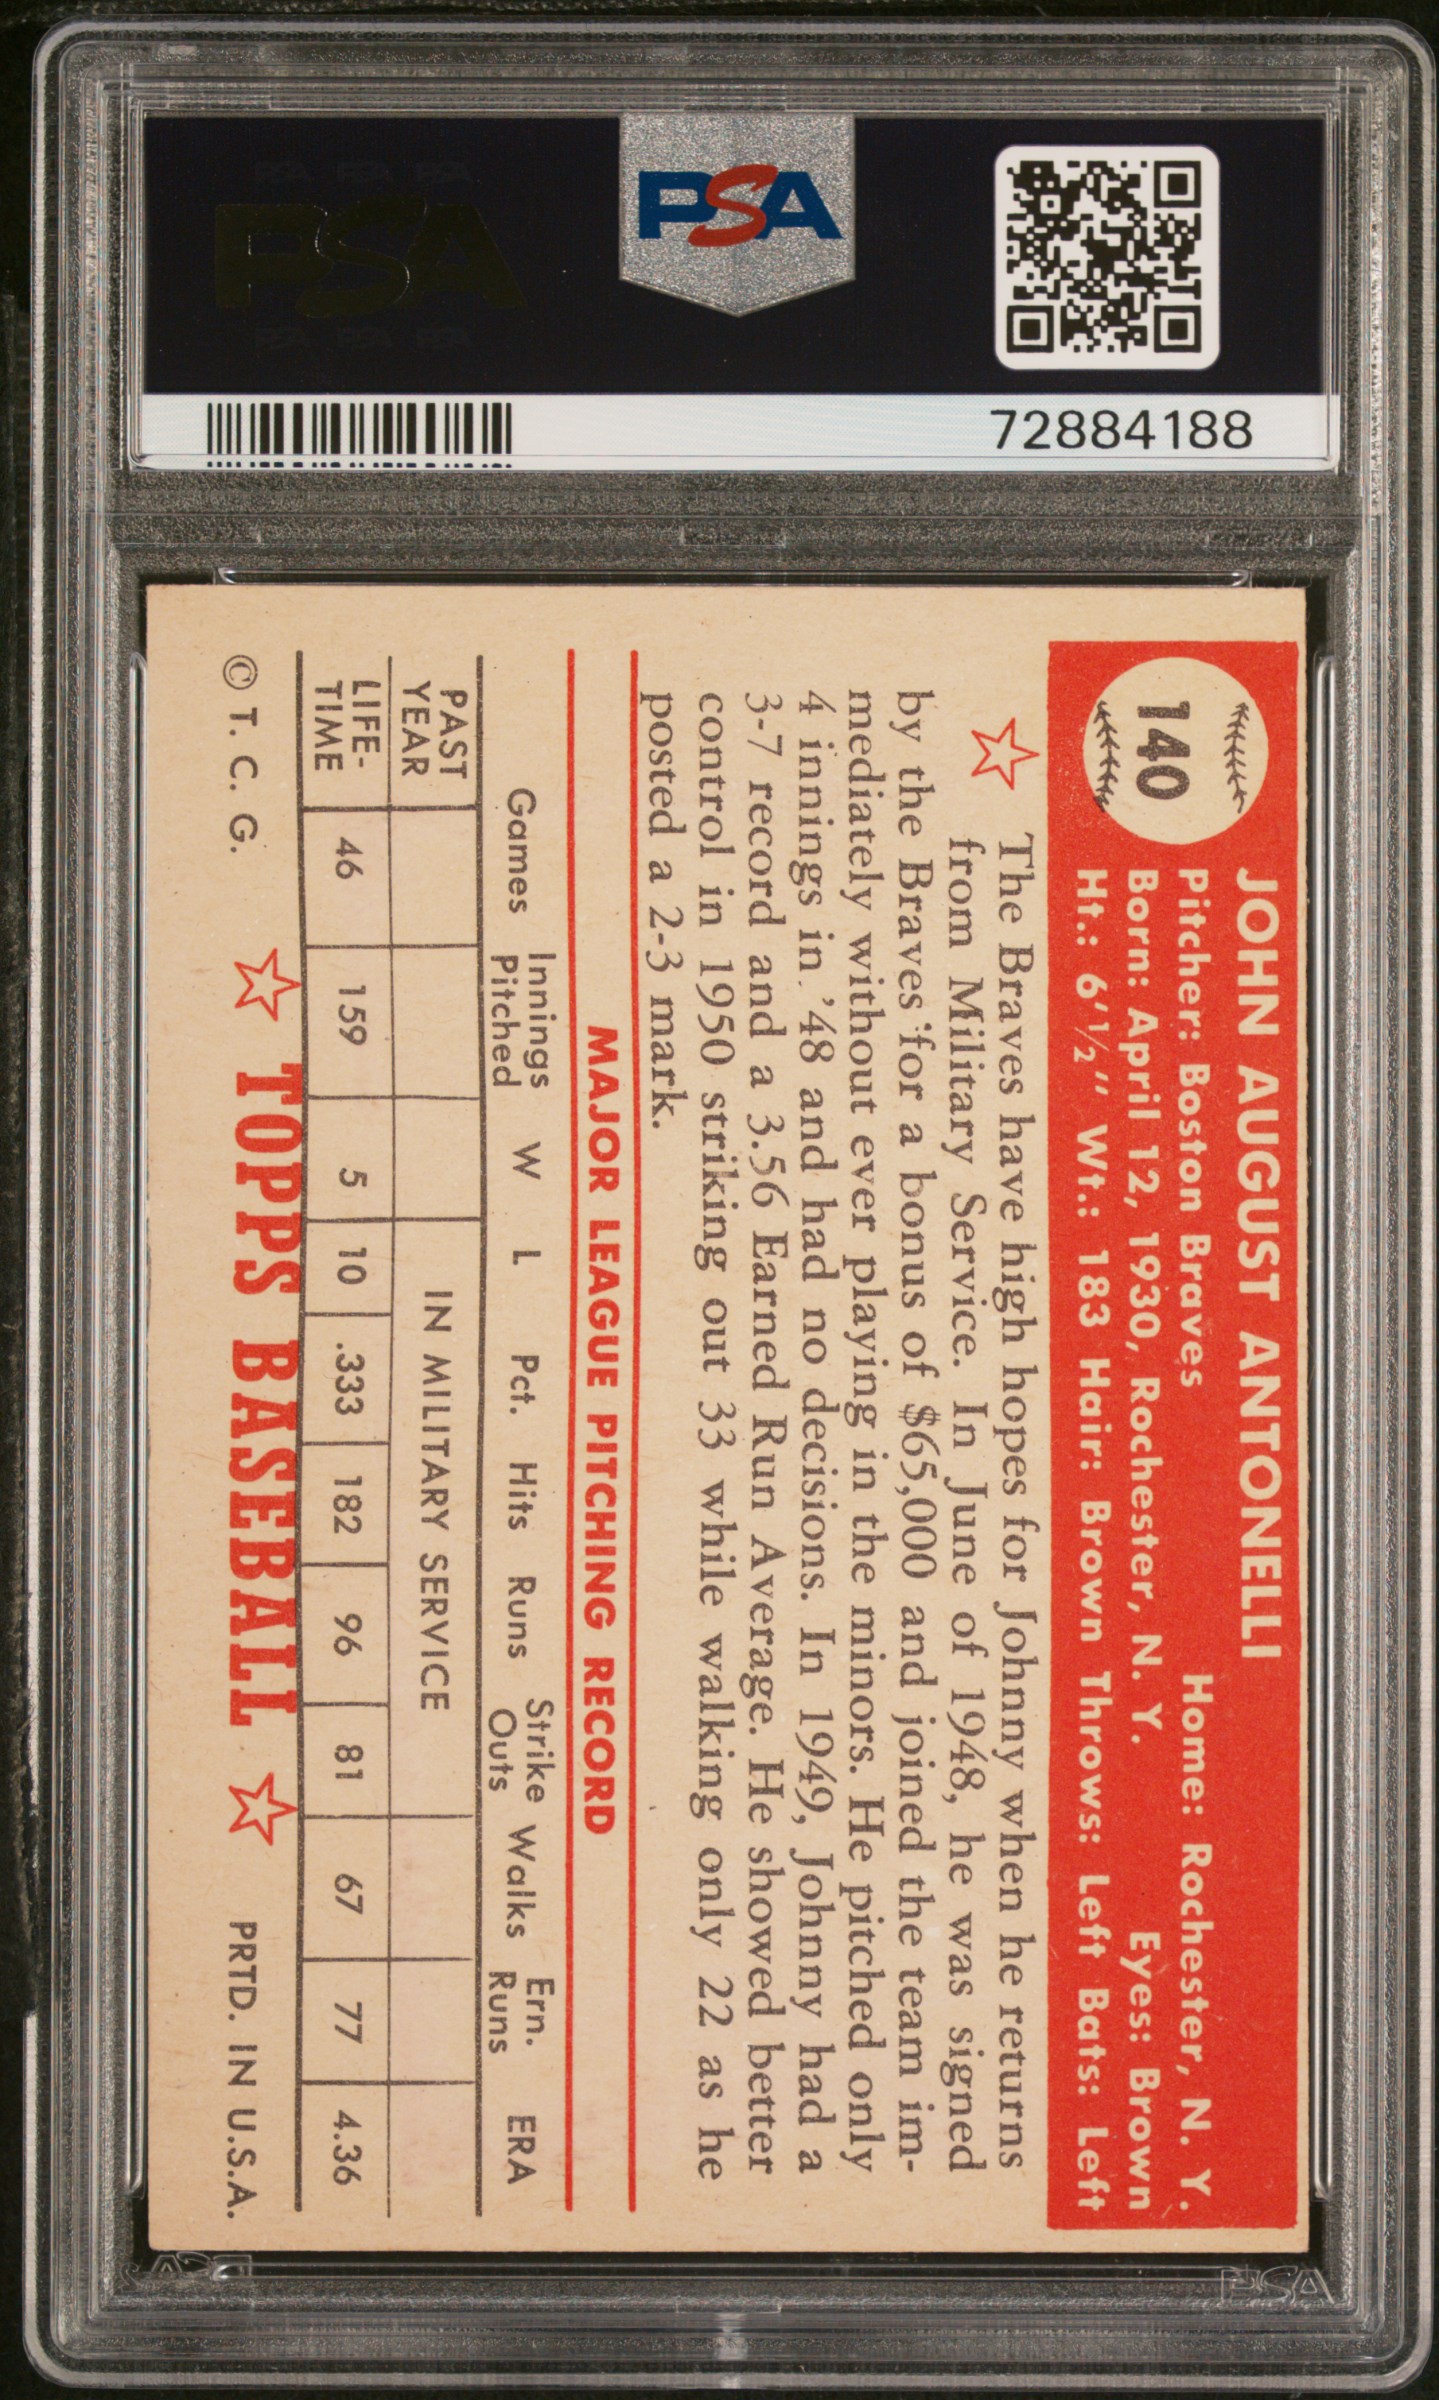 PSA
PSA
72884188
140
JOHN AUGUST ANTONELLI
Pitcher: Boston Braves Home: Rochester, N. Y.
Born: April 12, 1930, Rochester, N. Y. Eyes: Brown
Ht.: 6'½" Wt.: 183 Hair: Brown Throws: Left Bats: Left
The Braves have high hopes for Johnny when he returns
from Military Service. In June of 1948, he was signed
by the Braves for a bonus of $65,000 and joined the team im-
mediately without ever playing in the minors. He pitched only
4 innings in '48 and had no decisions. In 1949, Johnny had a
3-7 record and a 3.56 Earned Run Average. He showed better
control in 1950 striking out 33 while walking only 22 as he
posted a 2-3 mark.
MAJOR LEAGUE PITCHING RECORD
Games Innings Pitched W L Pct. Hits Runs Strike Outs Walks Ern. Runs ERA
PAST YEAR IN MILITARY SERVICE
LIFE- TIME 46 159 5 10 .333 182 96 81 67 77 4.36
© T. C. G. TOPPS BASEBALL PRTD. IN U.S.A.
PSA
PSA